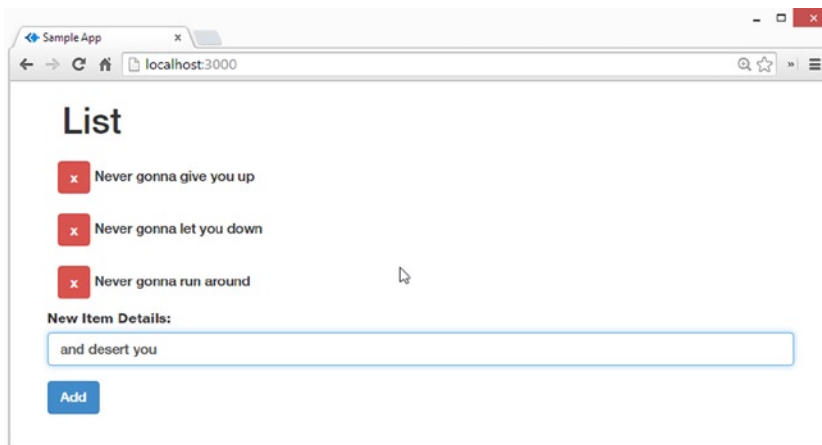 Sample App x
localhost:3000
List
x Never gonna give you up
x Never gonna let you down
x Never gonna run around
New Item Details:
and desert you
Add